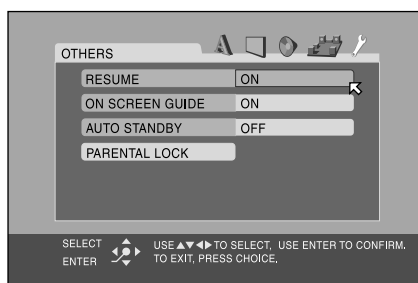 OTHERS
RESUME ON
ON SCREEN GUIDE ON
AUTO STANDBY OFF
PARENTAL LOCK
SELECT
ENTER
USE ▲▼◀▶ TO SELECT, USE ENTER TO CONFIRM.
TO EXIT, PRESS CHOICE.